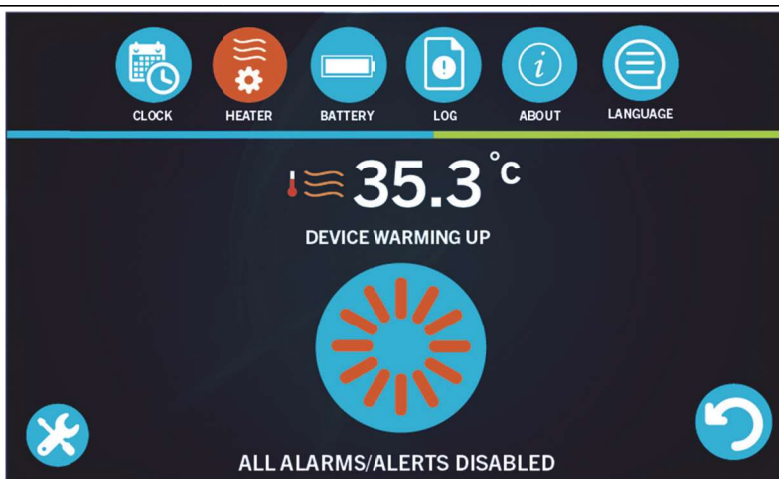 CLOCK HEATER BATTERY LOG ABOUT LANGUAGE
35.3°C
DEVICE WARMING UP
ALL ALARMS/ALERTS DISABLED